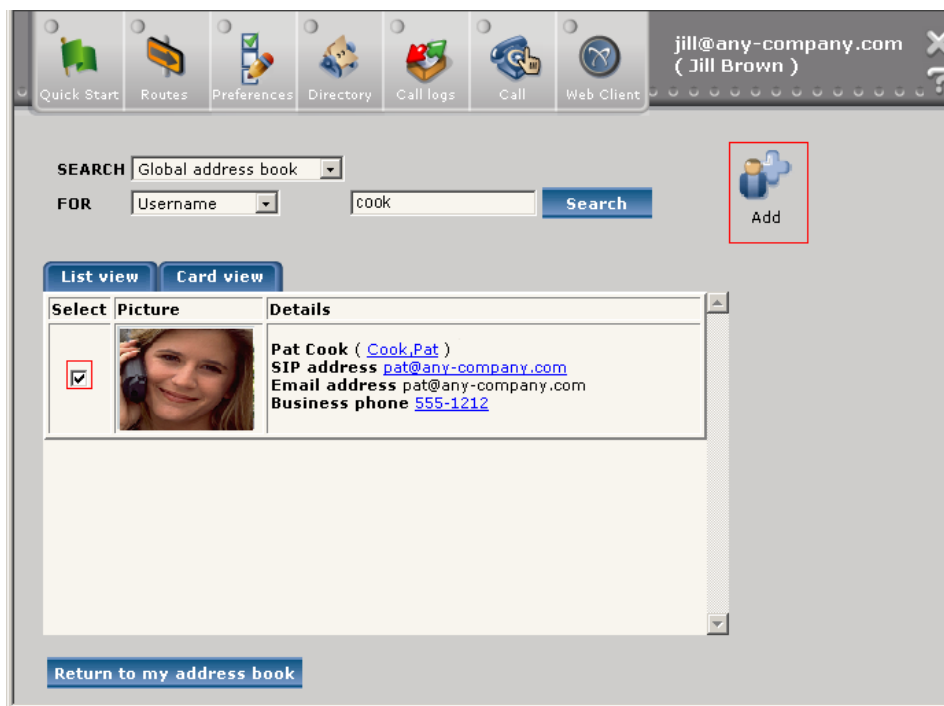 Quick Start Routes Preferences Directory Call logs Call Web Client
jill@any-company.com
( Jill Brown )
SEARCH Global address book
FOR Username cook Search
Add
List view Card view
Select Picture Details
Pat Cook ( Cook,Pat )
SIP address pat@any-company.com
Email address pat@any-company.com
Business phone 555-1212
Return to my address book